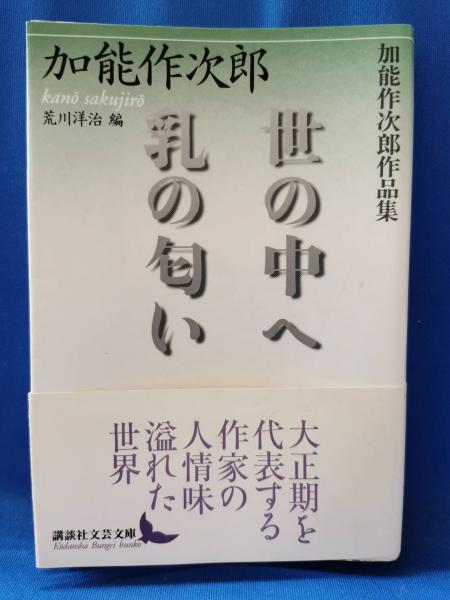 加能作次郎
kanō sakujirō
荒川洋治 編
加能作次郎作品集
世の中へ
乳の匂い
大正期を
代表する
作家の
人情味
溢れた
世界
講談社文芸文庫
Kōdansha Bungei bunko